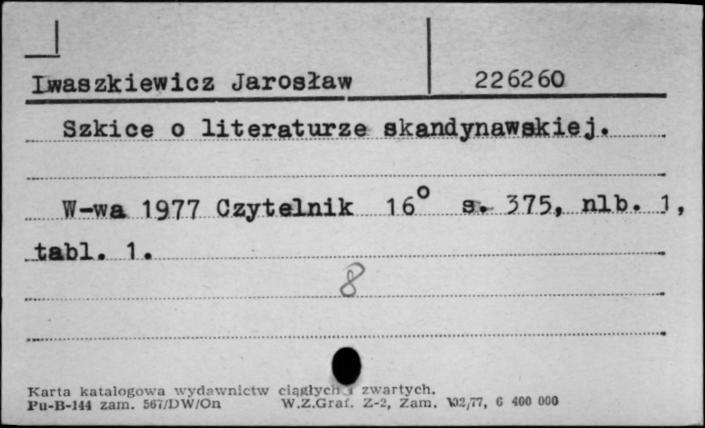 Iwaszkiewicz Jarosław 226260
Szkice o literaturze skandynawskiej.
W-wa 1977 Czytelnik 16° s. 375, nlb. 1,
tabl. 1.
8
Karta katalogowa wydawnictw ciągłych i zwartych.
Pu-B-144 zam. 567/DW/On W.Z.Graf. Z-2, Zam. 102/77, G 400 000